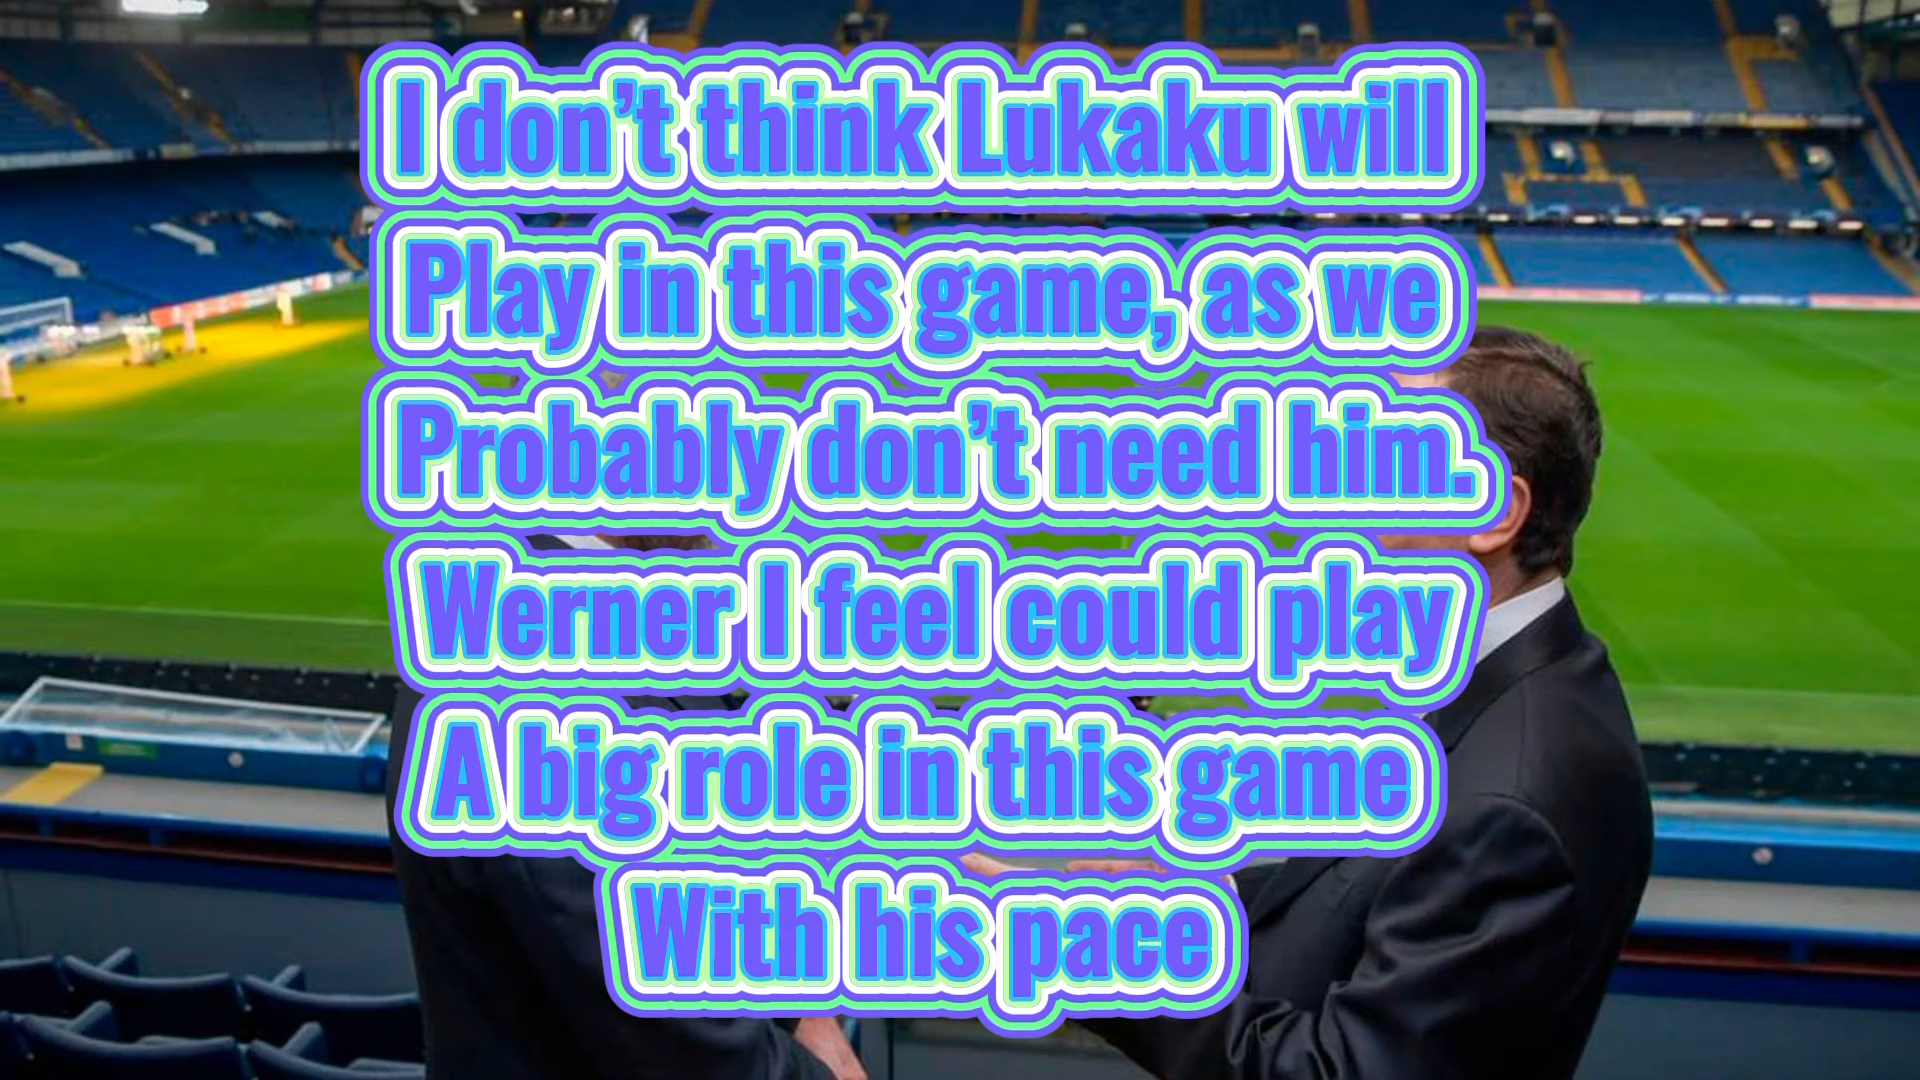 I don't think Lukaku will
Play in this game, as we
Probably don't need him.
Werner I feel could play
A big role in this game
With his pace